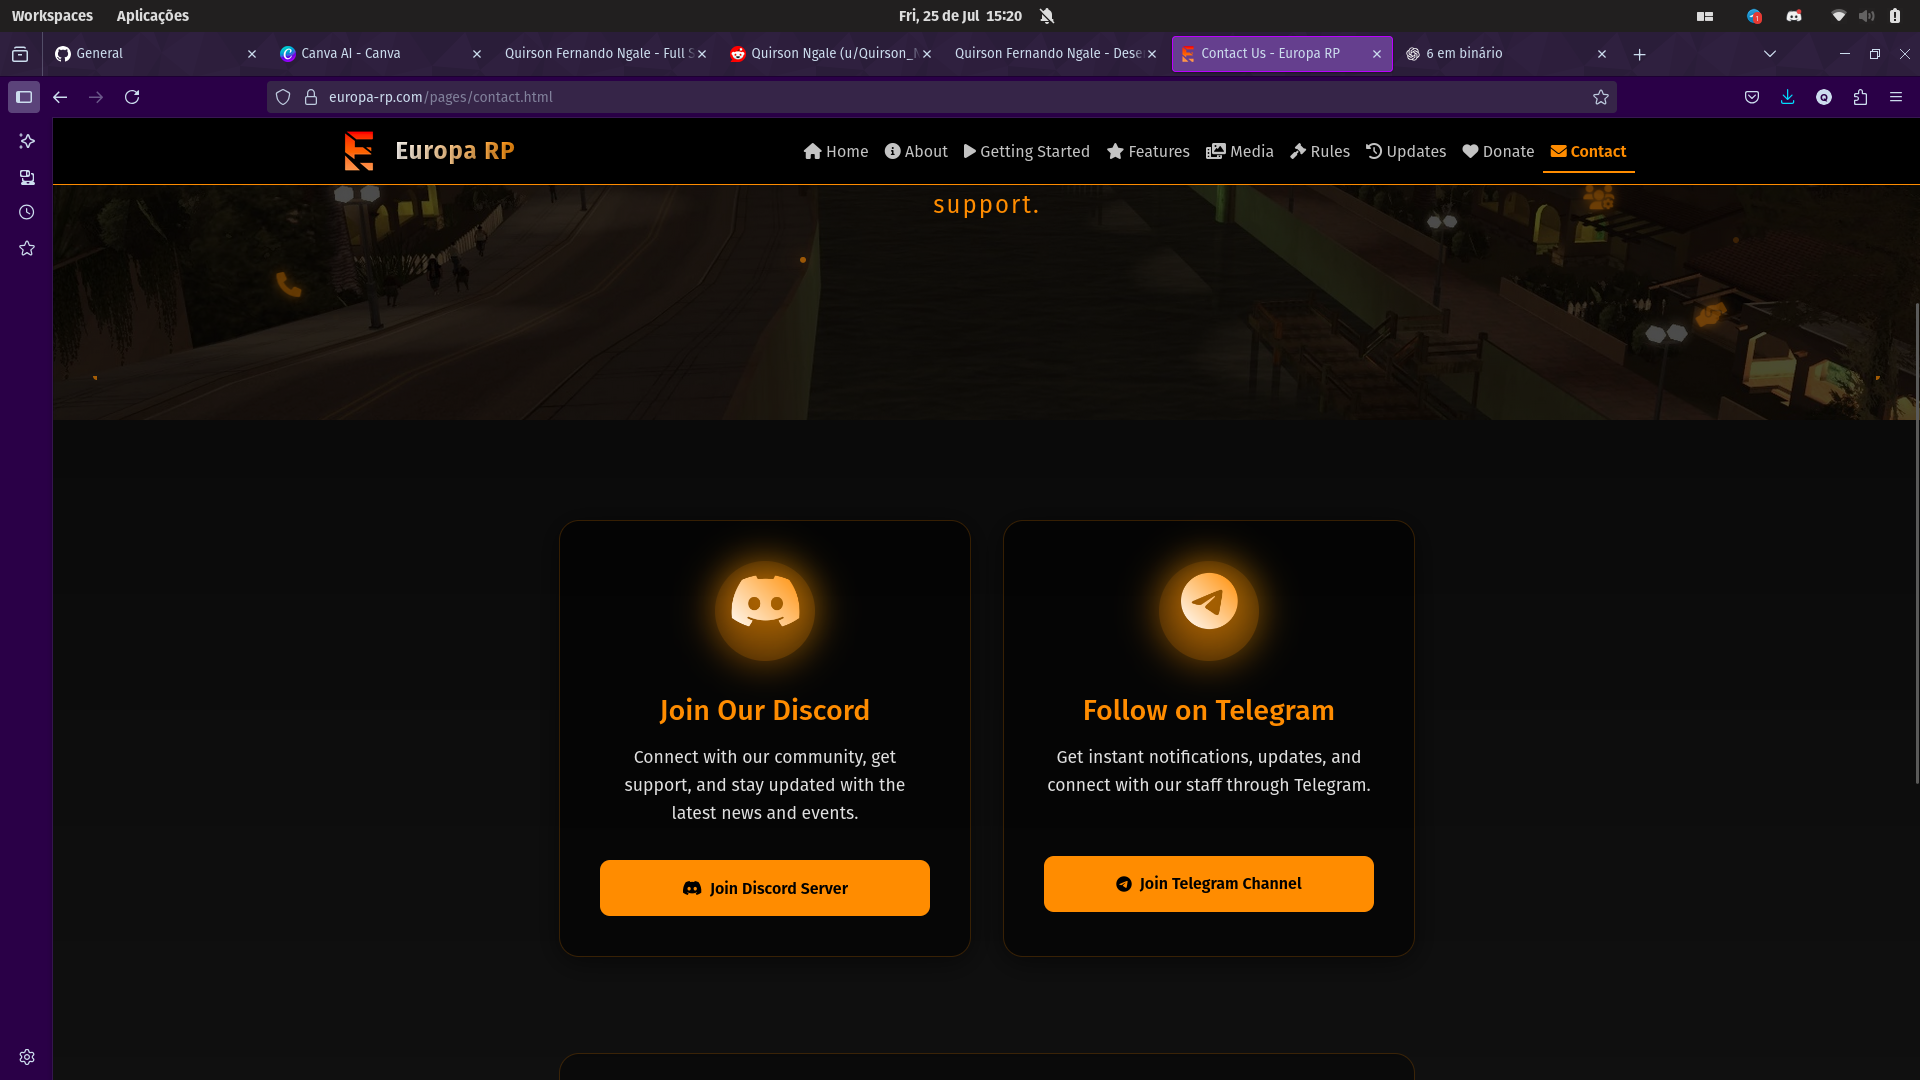 Workspaces Aplicações Fri, 25 de Jul 15:20
General Canva AI - Canva Quirson Fernando Ngale - Full S Quirson Ngale (u/Quirson_N Quirson Fernando Ngale - Dese Contact Us - Europa RP 6 em binário
europa-rp.com/pages/contact.html
Europa RP Home About Getting Started Features Media Rules Updates Donate Contact
support.
Join Our Discord
Connect with our community, get
support, and stay updated with the
latest news and events.
Join Discord Server
Follow on Telegram
Get instant notifications, updates, and
connect with our staff through Telegram.
Join Telegram Channel